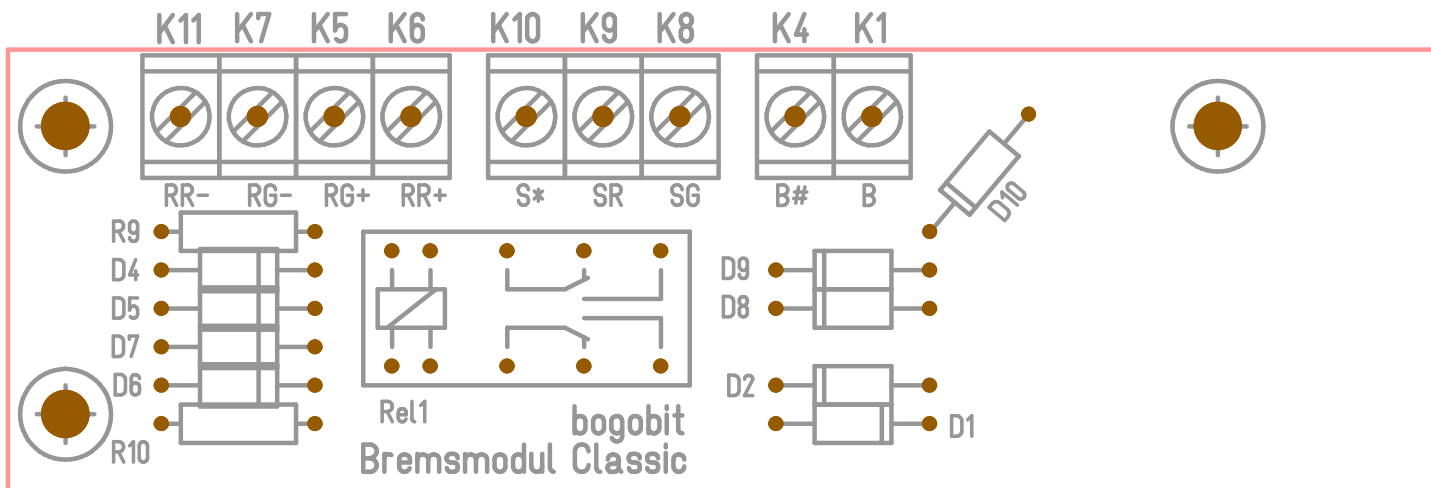 K11 K7 K5 K6 K10 K9 K8 K4 K1
RR- RG- RG+ RR+ S* SR SG B# B
D10
R9
D4
D9
D5
D8
D7
D6
D2
Rel1
bogobit
D1
R10
Bremsmodul Classic